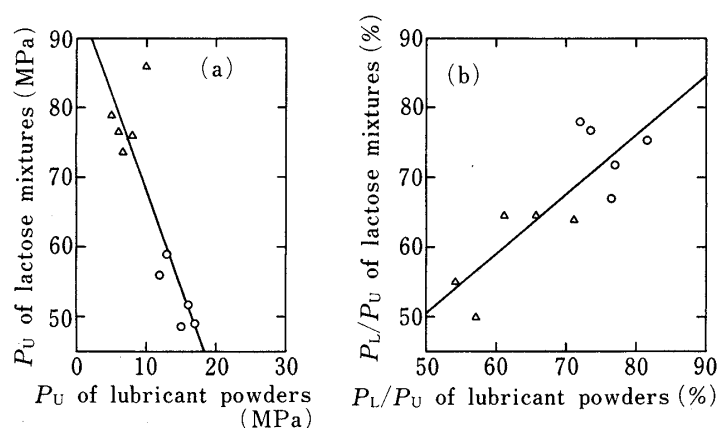 P_U of lactose mixtures (MPa)
90
80
70
60
50
(a)
0
10
20
30
P_U of lubricant powders
(MPa)
P_L/P_U of lactose mixtures (%)
90
80
70
60
50
(b)
50
60
70
80
90
P_L/P_U of lubricant powders (%)